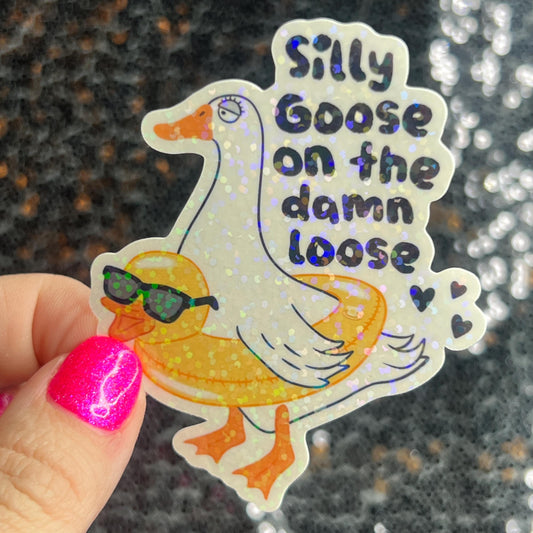 Silly
Goose
on the
damn
loose